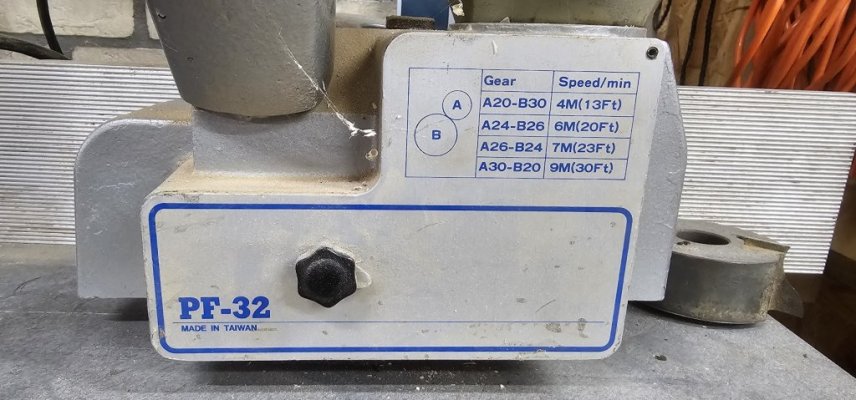 Gear Speed/min
A20-B30 4M(13Ft)
A24-B26 6M(20Ft)
A26-B24 7M(23Ft)
A30-B20 9M(30Ft)
A
B
PF-32
MADE IN TAIWAN